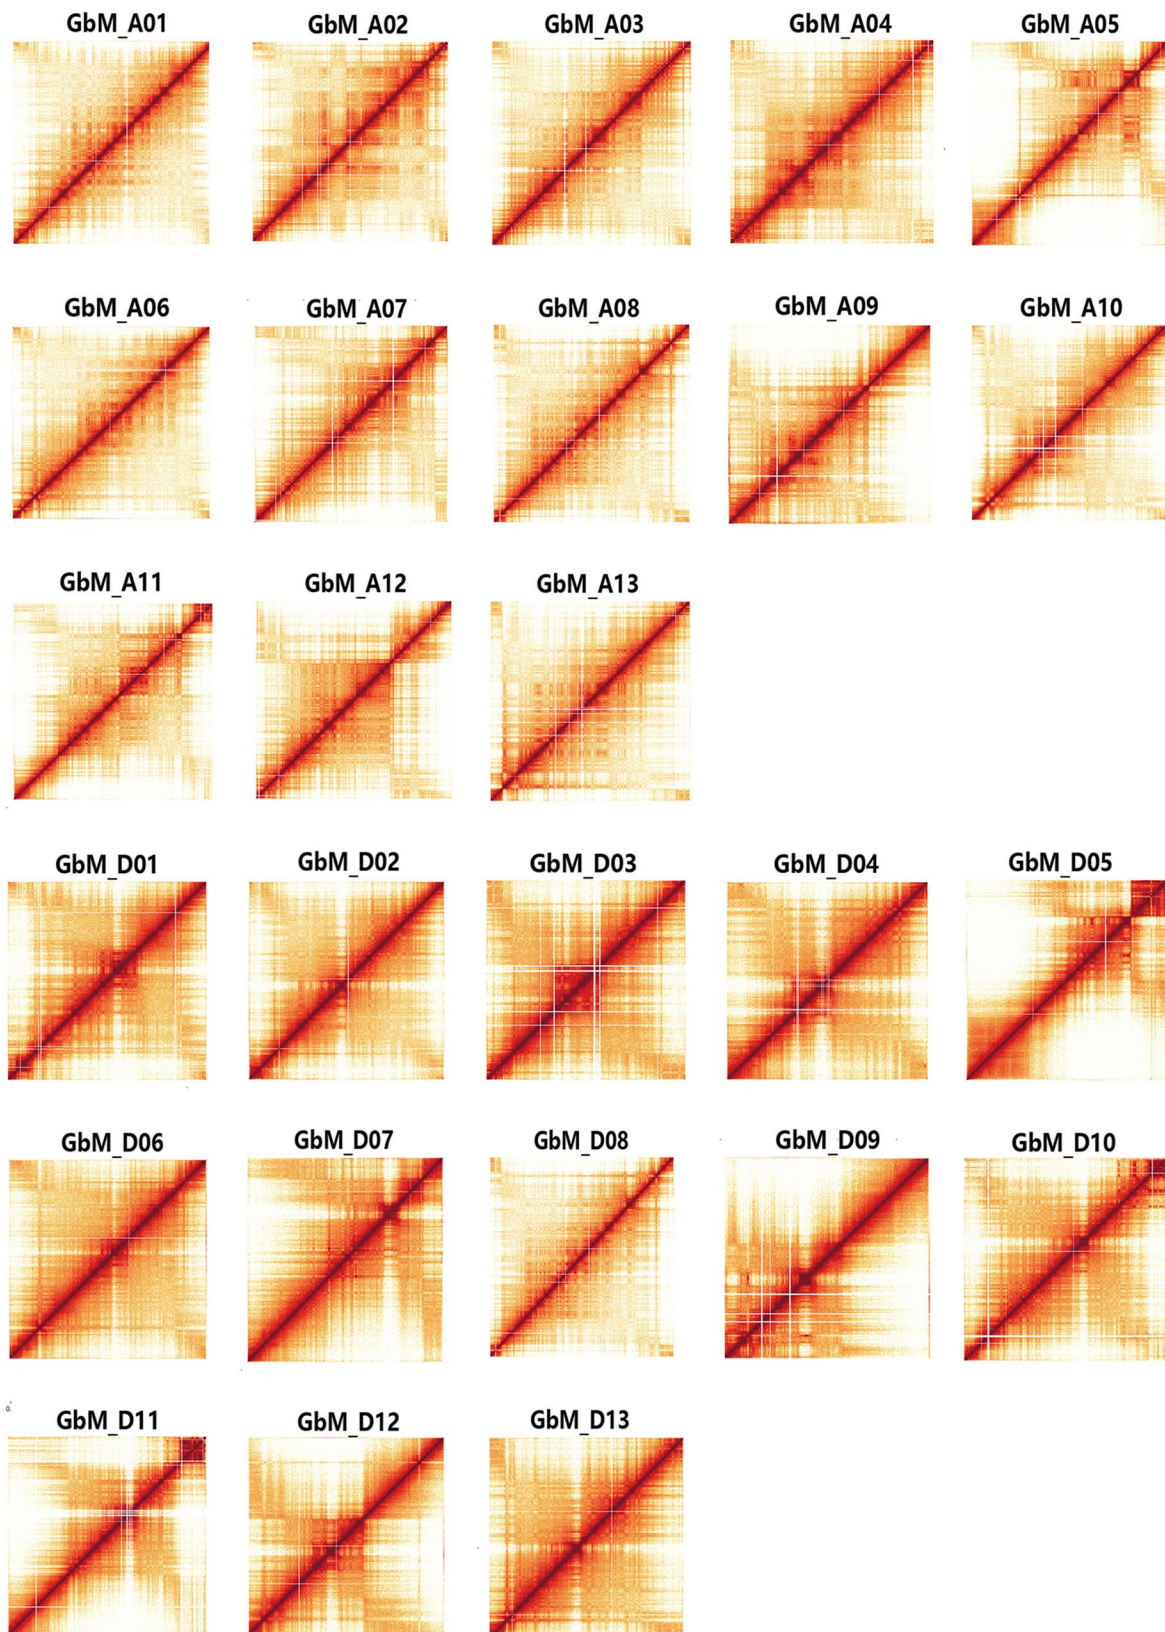 GbM_A01 GbM_A02 GbM_A03 GbM_A04 GbM_A05
GbM_A06 GbM_A07 GbM_A08 GbM_A09 GbM_A10
GbM_A11 GbM_A12 GbM_A13
GbM_D01 GbM_D02 GbM_D03 GbM_D04 GbM_D05
GbM_D06 GbM_D07 GbM_D08 GbM_D09 GbM_D10
GbM_D11 GbM_D12 GbM_D13